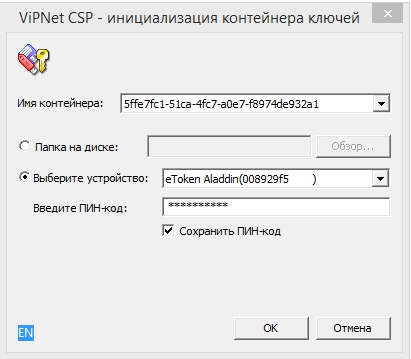 ViPNet CSP - инициализация контейнера ключей
Имя контейнера: 5ffe7fc1-51ca-4fc7-a0e7-f8974de932a1
Папка на диске: Обзор...
Выберите устройство: eToken Aladdin(008929f5 )
Введите ПИН-код: **********
Сохранить ПИН-код
EN
OK Отмена